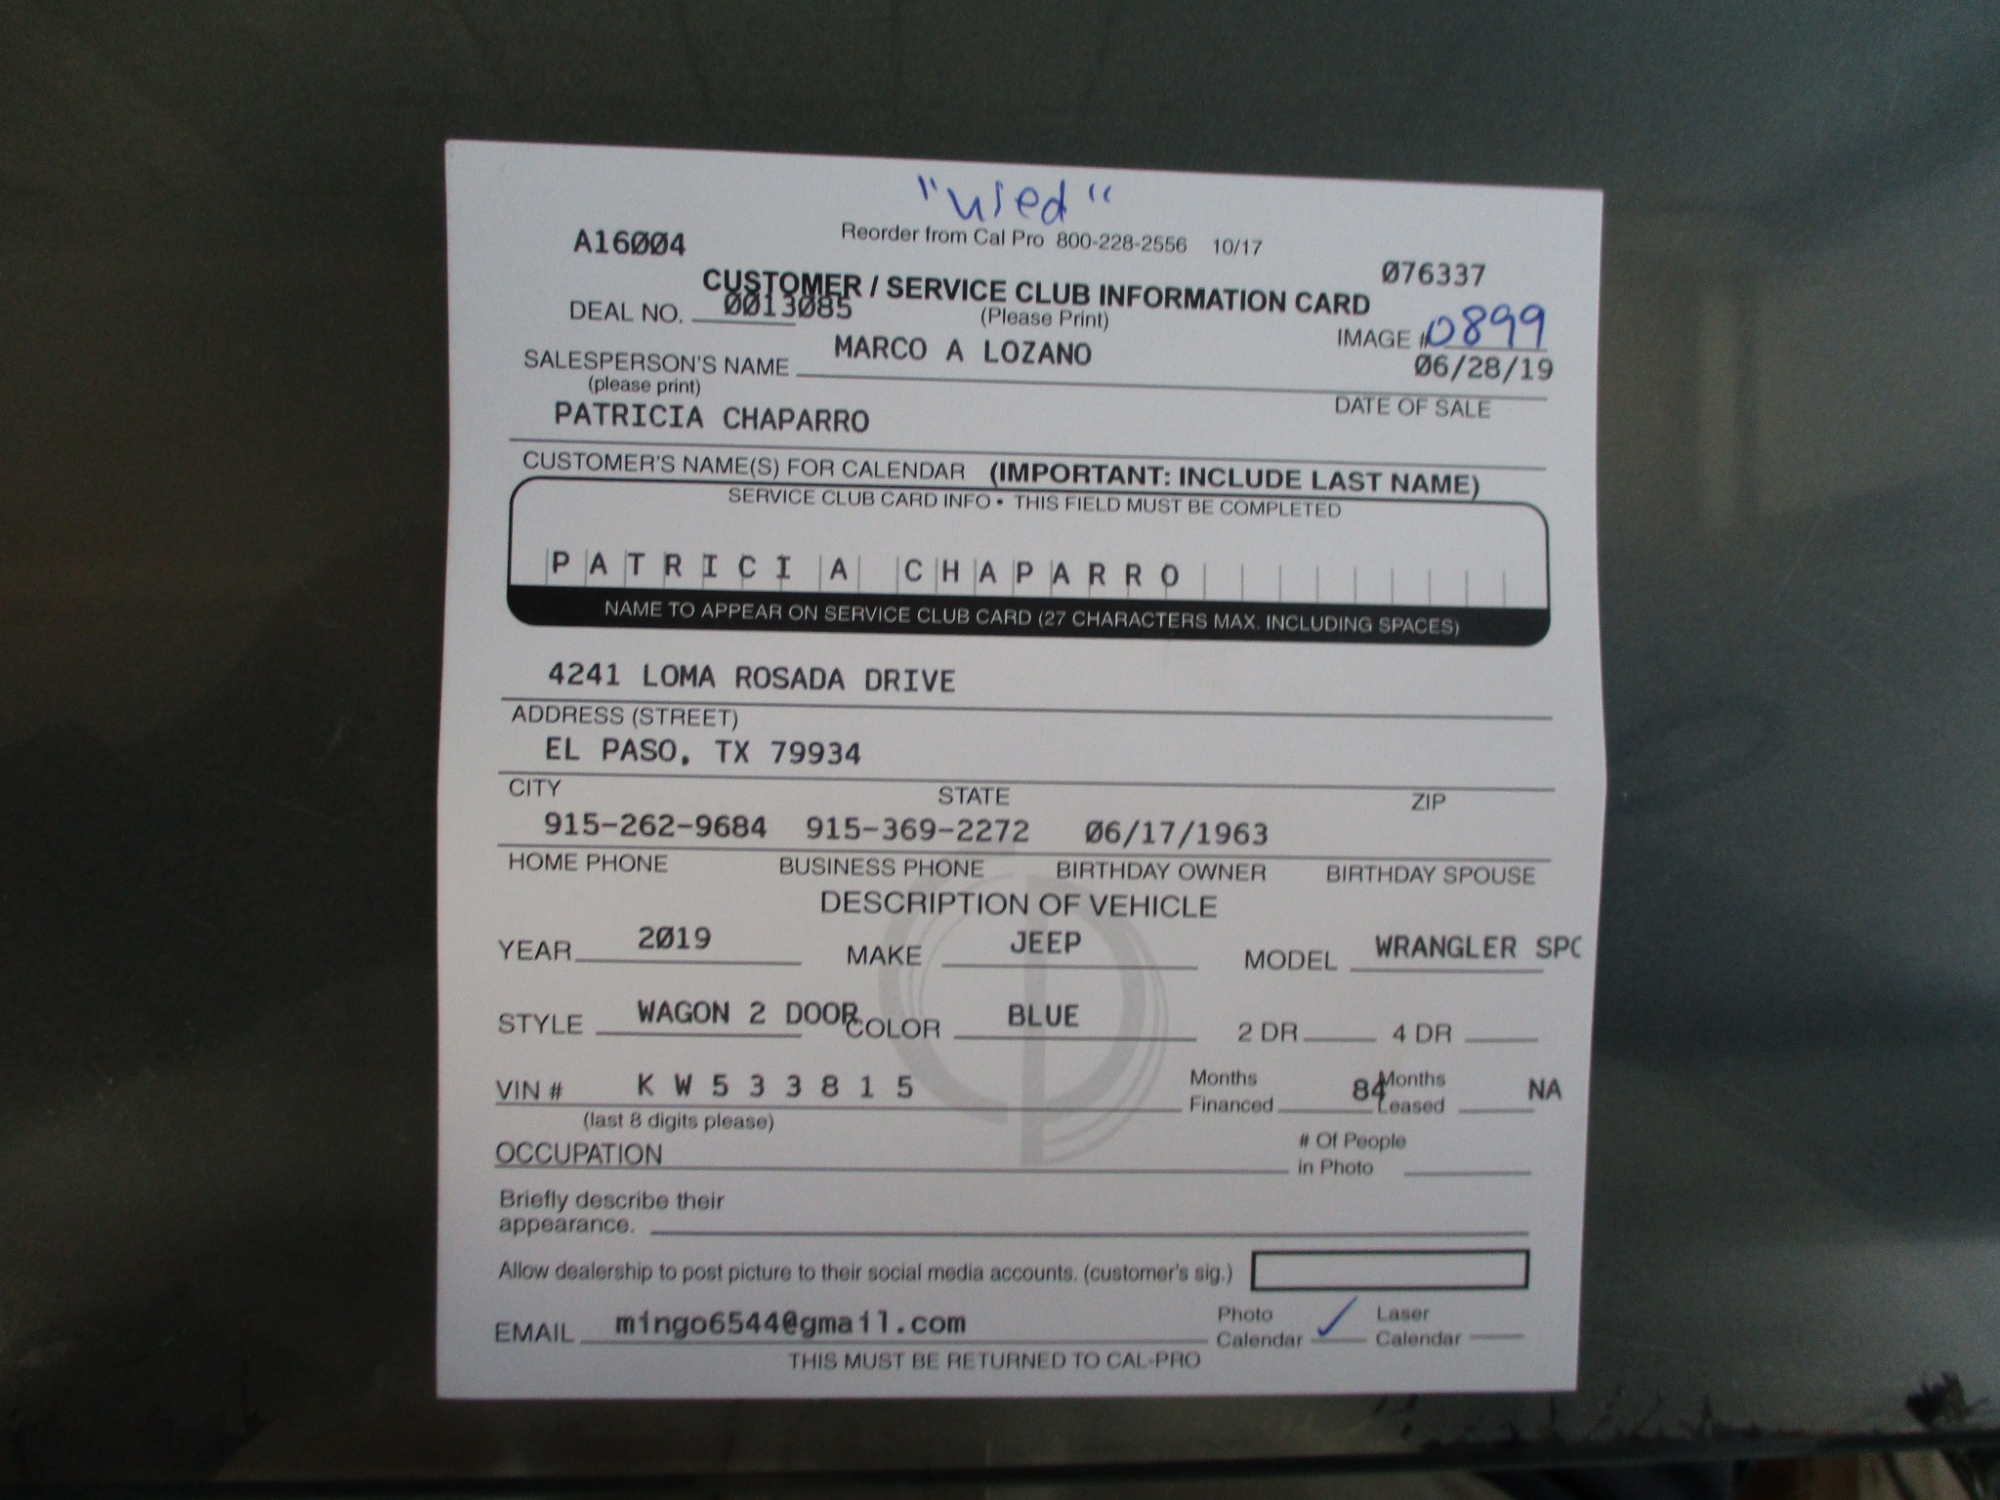 "used"
Reorder from Cal Pro 800-228-2556 10/17
A16004
076337
CUSTOMER / SERVICE CLUB INFORMATION CARD
DEAL NO. 0013085
(Please Print)
IMAGE # 0899
SALESPERSON'S NAME MARCO A LOZANO
06/28/19
(please print)
DATE OF SALE
PATRICIA CHAPARRO
CUSTOMER'S NAME(S) FOR CALENDAR (IMPORTANT: INCLUDE LAST NAME)
SERVICE CLUB CARD INFO • THIS FIELD MUST BE COMPLETED
PATRICIA CHAPARRO
NAME TO APPEAR ON SERVICE CLUB CARD (27 CHARACTERS MAX. INCLUDING SPACES)
4241 LOMA ROSADA DRIVE
ADDRESS (STREET)
EL PASO, TX 79934
CITY STATE ZIP
915-262-9684 915-369-2272 06/17/1963
HOME PHONE BUSINESS PHONE BIRTHDAY OWNER BIRTHDAY SPOUSE
DESCRIPTION OF VEHICLE
YEAR 2019 MAKE JEEP MODEL WRANGLER SPO
STYLE WAGON 2 DOOR COLOR BLUE 2 DR 4 DR
VIN # K W 5 3 3 8 1 5 Months Financed 84 Months Leased NA
(last 8 digits please)
OCCUPATION # Of People in Photo
Briefly describe their
appearance.
Allow dealership to post picture to their social media accounts. (customer's sig.)
EMAIL mingo6544@gmail.com Photo Calendar ✓ Laser Calendar
THIS MUST BE RETURNED TO CAL-PRO